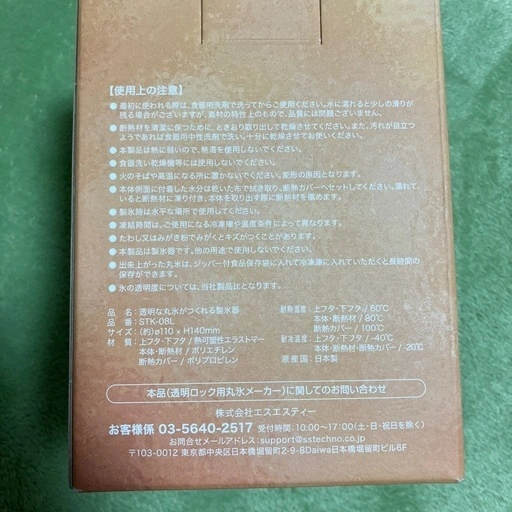 【使用上の注意】
●最初に使われる際は、食器用洗剤で洗ってからご使用ください。水に濡れると少しの滑りが
残る場合がございますが、素材の特性上のもので、品質には問題ございません。
●断熱材を清潔に保つために、ときおり取り出して乾燥させてください。また、汚れが目立つ
ようであれば食器用中性洗剤で洗い十分に乾燥させてお使いください。
●本製品は熱に弱いので、熱湯を使用しないでください。
●食器洗い乾燥機等には使用しないでください。
●火のそばや高温になる所に置かないでください。変形の原因となります。
●本体側面に付着した水分は乾いた布で拭き取り、断熱カバーへセットしてください。濡れて
いると断熱材に凍り付き、本体を取り出す際に断熱材を傷めます。
●製氷時は水平な場所で使用してください。
●凍結時間は、ご使用になる冷凍庫や温度条件によって異なります。
●たわし又はみがき粉でみがくとキズがつくことがあります。
●本製品は製氷器です。他の用途で使用しないでください。
●出来上がった丸氷は、ジッパー付食品保存袋に入れて冷凍庫に入れていただくと長時間の
保存ができます。
●氷の透明度については、当社製品比となります。
品名：透明な丸氷がつくれる製氷器
品番：STK-08L
サイズ：(約)ø110×H140mm
材質：上フタ・下フタ / 熱可塑性エラストマー
本体・断熱材 / ポリエチレン
断熱カバー / ポリプロピレン
耐熱温度：上フタ・下フタ / 60℃
本体・断熱材 / 80℃
断熱カバー / 100℃
耐冷温度：上フタ・下フタ / -40℃
本体・断熱材・断熱カバー / -20℃
原産国：日本製
本品(透明ロック用丸氷メーカー)に関してのお問い合わせ
株式会社エスエスティー
お客様係 03-5640-2517 受付時間：10:00〜17:00(土・日・祝日を除く)
お問合せメールアドレス：support@sstechno.co.jp
〒103-0012 東京都中央区日本橋堀留町2-9-8Daiwa日本橋堀留町ビル6F